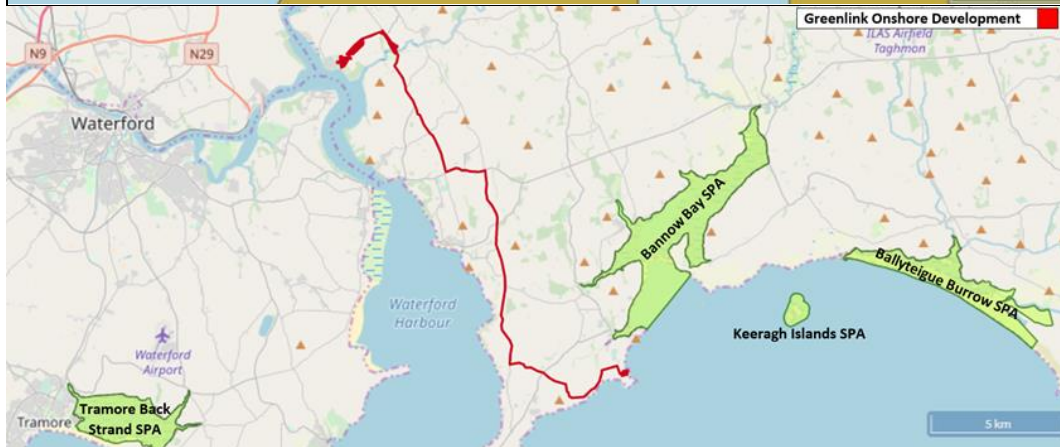 Greenlink Onshore Development
ILAS Airfield
Taghmon
N9
N29
Waterford
Bannow Bay SPA
Ballyteigue Burrow SPA
Waterford
Harbour
Keeragh Islands SPA
Waterford
Airport
Tramore Back
Strand SPA
Tramore
5 km